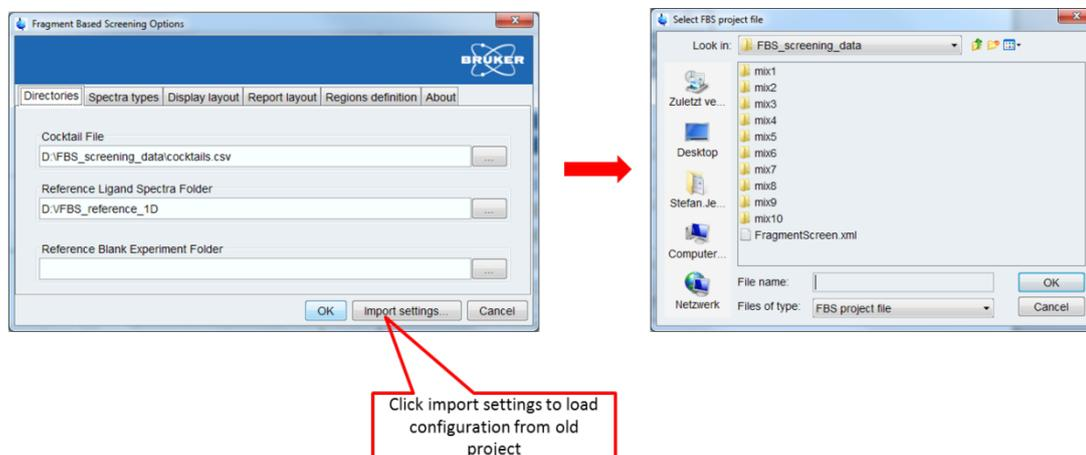 Fragment Based Screening Options
BRUKER
Directories Spectra types Display layout Report layout Regions definition About
Cocktail File
D:\FBS_screening_data\cocktails.csv
...
Reference Ligand Spectra Folder
D:\/FBS_reference_1D
...
Reference Blank Experiment Folder
...
OK Import settings... Cancel
Click import settings to load
configuration from old
project
Select FBS project file
Look in: FBS_screening_data
mix1
mix2
mix3
mix4
mix5
mix6
mix7
mix8
mix9
mix10
FragmentScreen.xml
Zuletzt ve...
Desktop
Stefan.Je...
Computer...
Netzwerk
File name:
OK
Files of type: FBS project file
Cancel